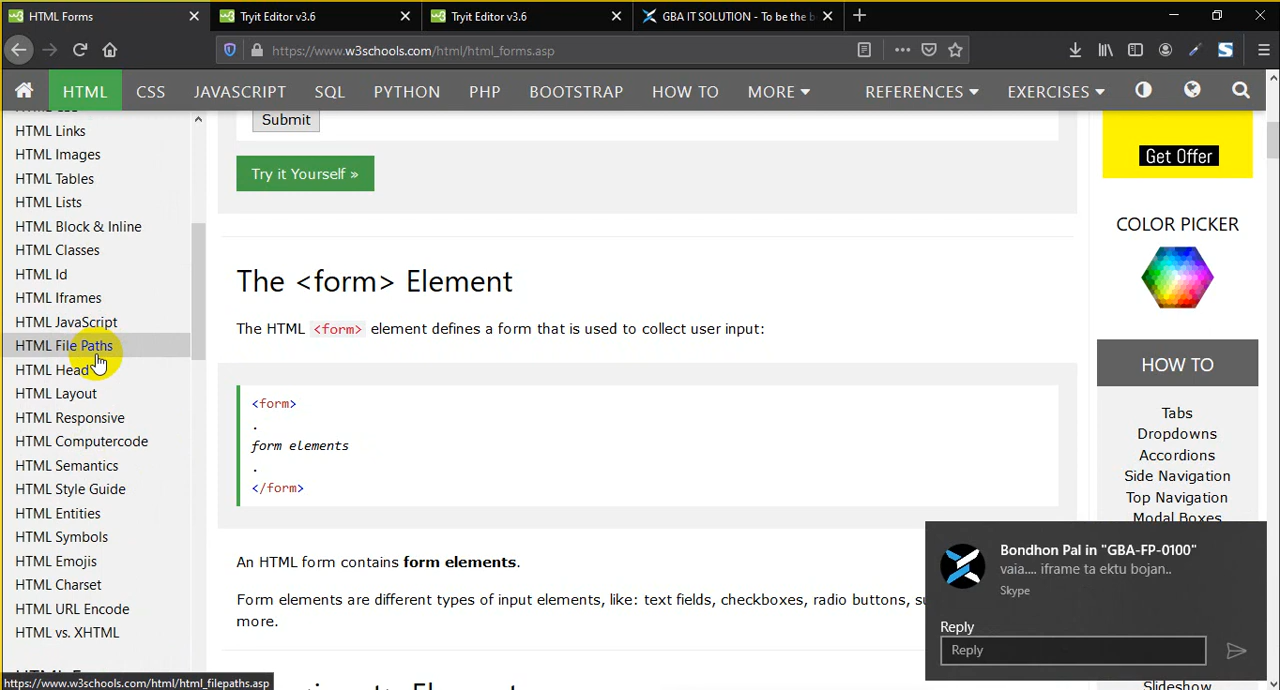 HTML Forms
Tryit Editor v3.6
Tryit Editor v3.6
GBA IT SOLUTION - To be the b
https://www.w3schools.com/html/html_forms.asp
HTML
CSS
JAVASCRIPT
SQL
PYTHON
PHP
BOOTSTRAP
HOW TO
MORE
REFERENCES
EXERCISES
HTML Links
HTML Images
HTML Tables
HTML Lists
HTML Block & Inline
HTML Classes
HTML Id
HTML Iframes
HTML JavaScript
HTML File Paths
HTML Head
HTML Layout
HTML Responsive
HTML Computercode
HTML Semantics
HTML Style Guide
HTML Entities
HTML Symbols
HTML Emojis
HTML Charset
HTML URL Encode
HTML vs. XHTML
https://www.w3schools.com/html/html_filepaths.asp
Submit
Try it Yourself »
The <form> Element
The HTML <form> element defines a form that is used to collect user input:
<form>
.
form elements
.
</form>
An HTML form contains form elements.
Form elements are different types of input elements, like: text fields, checkboxes, radio buttons,
more.
Element
Get Offer
COLOR PICKER
HOW TO
Tabs
Dropdowns
Accordions
Side Navigation
Top Navigation
Modal Boxes
Bondhon Pal in "GBA-FP-0100"
vaia.... iframe ta ektu bojan..
Skype
Reply
Reply
Slideshow